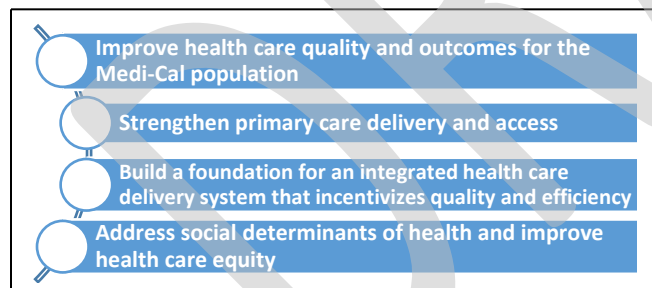 Improve health care quality and outcomes for the
Medi-Cal population
Strengthen primary care delivery and access
Build a foundation for an integrated health care
delivery system that incentivizes quality and efficiency
Address social determinants of health and improve
health care equity